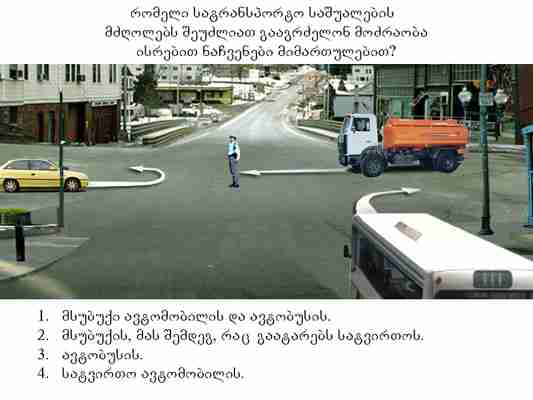 რომელი სატრანსპორტო საშუალების
მძღოლებს შეუძლიათ გააგრძელონ მოძრაობა
ისრებით ნაჩვენები მიმართულებით?
1. მსუბუქი ავტომობილის და ავტობუსის.
2. მსუბუქის, მას შემდეგ, რაც გაატარებს სატვირთოს.
3. ავტობუსის.
4. სატვირთო ავტომობილის.